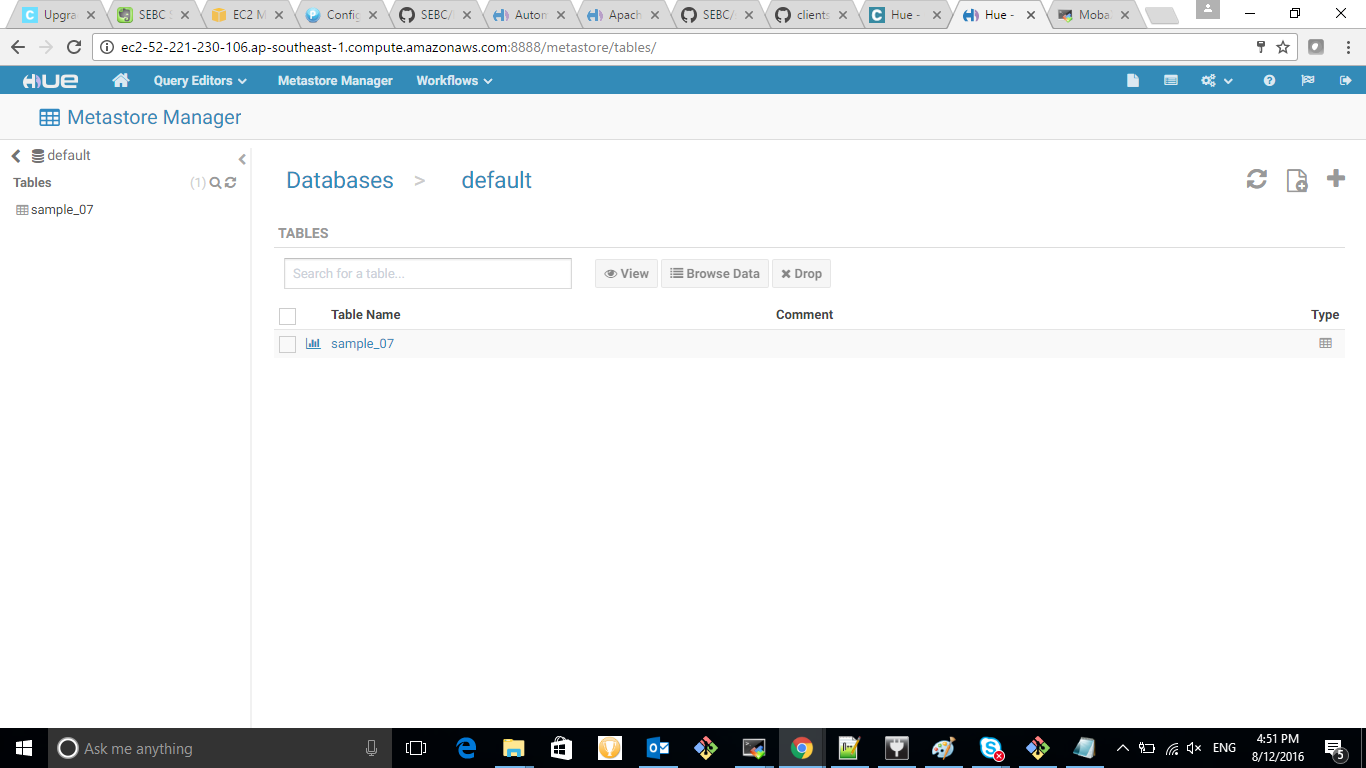 Upgra SEBC S EC2 M Config SEBC/ Auton Apach SEBC/ clients Hue - Hue - Moba
ec2-52-221-230-106.ap-southeast-1.compute.amazonaws.com:8888/metastore/tables/
HUE Query Editors Metastore Manager Workflows
Metastore Manager
default
Tables (1)
sample_07
Databases > default
TABLES
Search for a table... View Browse Data Drop
Table Name Comment Type
sample_07
Ask me anything
ENG
4:51 PM
8/12/2016
5